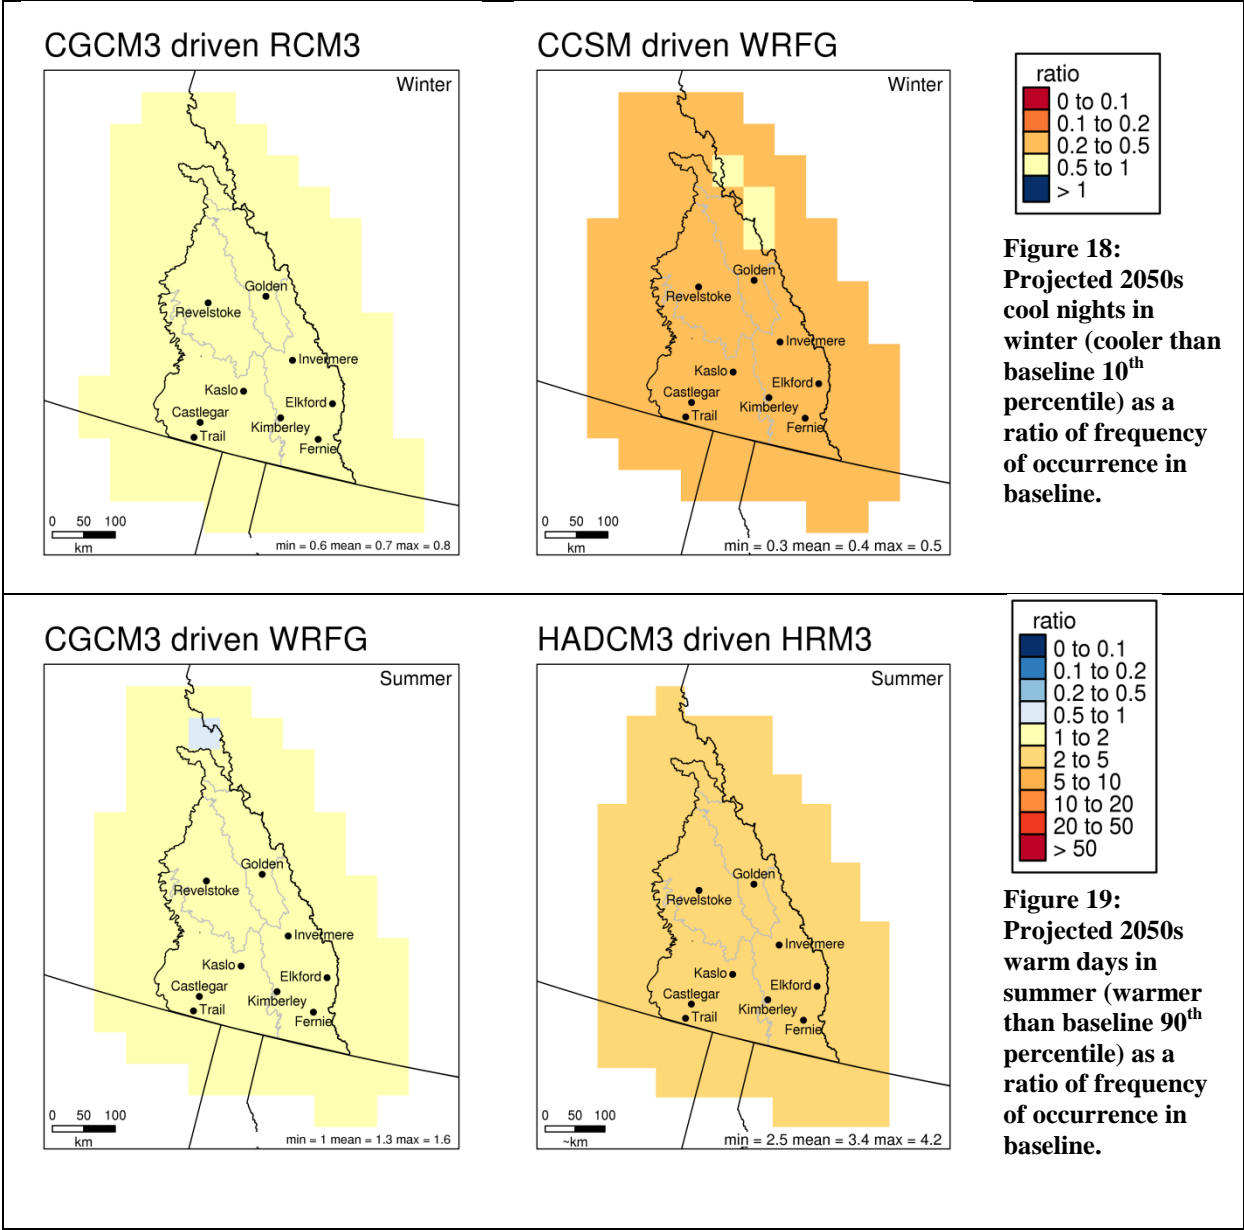 CGCM3 driven RCM3
Winter
Golden
Revelstoke
Invermere
Kaslo
Elkford
Castlegar
Kimberley
Trail
Fernie
0 50 100
km
min = 0.6 mean = 0.7 max = 0.8
CCSM driven WRFG
Winter
Golden
Revelstoke
Invermere
Kaslo
Elkford
Castlegar
Kimberley
Trail
Fernie
0 50 100
km
min = 0.3 mean = 0.4 max = 0.5
ratio
0 to 0.1
0.1 to 0.2
0.2 to 0.5
0.5 to 1
> 1
Figure 18:
Projected 2050s
cool nights in
winter (cooler than
baseline 10th
percentile) as a
ratio of frequency
of occurrence in
baseline.
CGCM3 driven WRFG
Summer
Golden
Revelstoke
Invermere
Kaslo
Elkford
Castlegar
Kimberley
Trail
Fernie
0 50 100
km
min = 1 mean = 1.3 max = 1.6
HADCM3 driven HRM3
Summer
Golden
Revelstoke
Invermere
Kaslo
Elkford
Castlegar
Kimberley
Trail
Fernie
0 50 100
~km
min = 2.5 mean = 3.4 max = 4.2
ratio
0 to 0.1
0.1 to 0.2
0.2 to 0.5
0.5 to 1
1 to 2
2 to 5
5 to 10
10 to 20
20 to 50
> 50
Figure 19:
Projected 2050s
warm days in
summer (warmer
than baseline 90th
percentile) as a
ratio of frequency
of occurrence in
baseline.